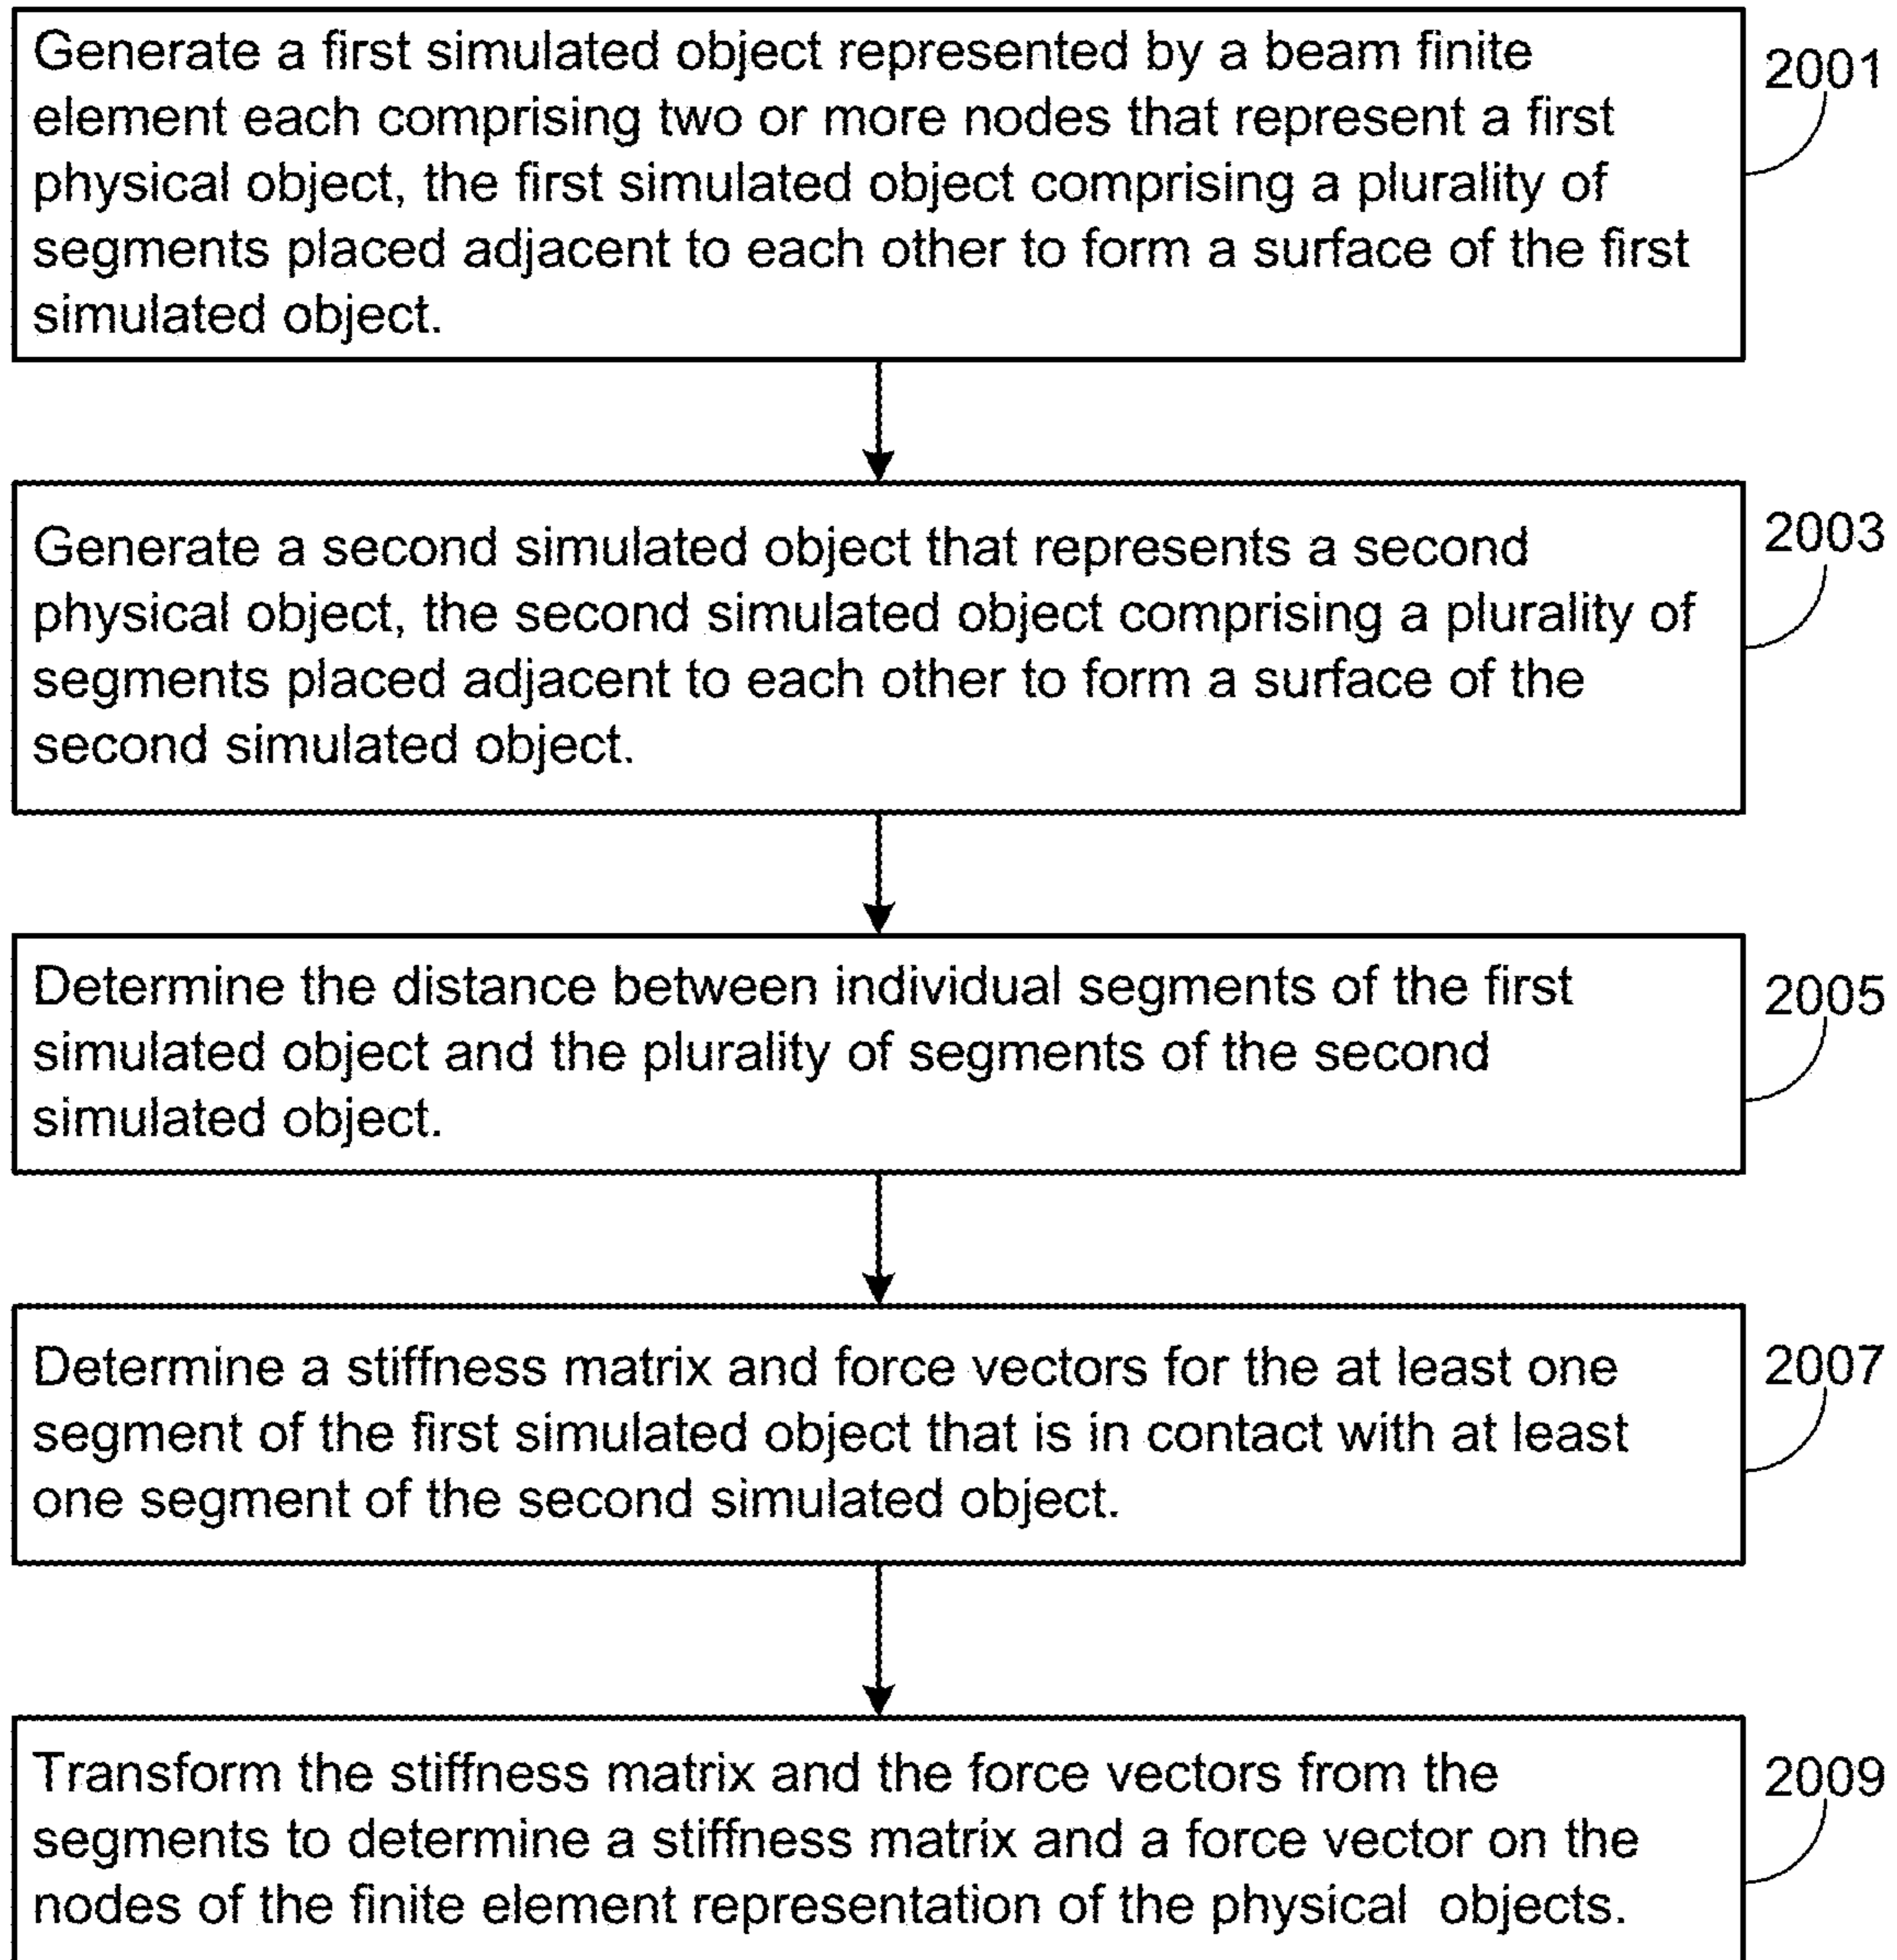 Generate a first simulated object represented by a beam finite
element each comprising two or more nodes that represent a first
physical object, the first simulated object comprising a plurality of
segments placed adjacent to each other to form a surface of the first
simulated object.
2001
Generate a second simulated object that represents a second
physical object, the second simulated object comprising a plurality of
segments placed adjacent to each other to form a surface of the
second simulated object.
2003
Determine the distance between individual segments of the first
simulated object and the plurality of segments of the second
simulated object.
2005
Determine a stiffness matrix and force vectors for the at least one
segment of the first simulated object that is in contact with at least
one segment of the second simulated object.
2007
Transform the stiffness matrix and the force vectors from the
segments to determine a stiffness matrix and a force vector on the
nodes of the finite element representation of the physical objects.
2009